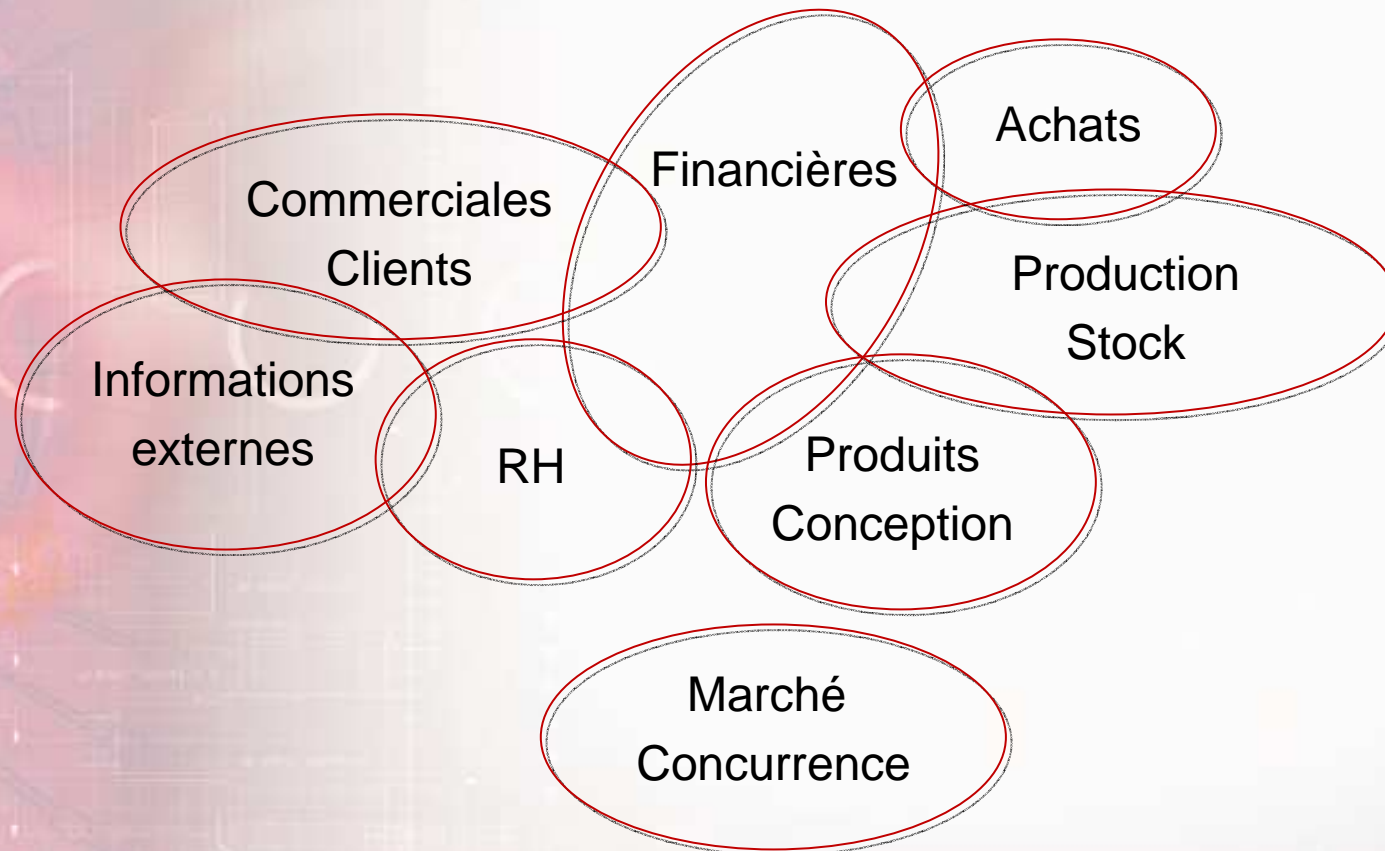 Achats
Financières
Commerciales
Clients
Production
Stock
Informations
externes
RH
Produits
Conception
Marché
Concurrence